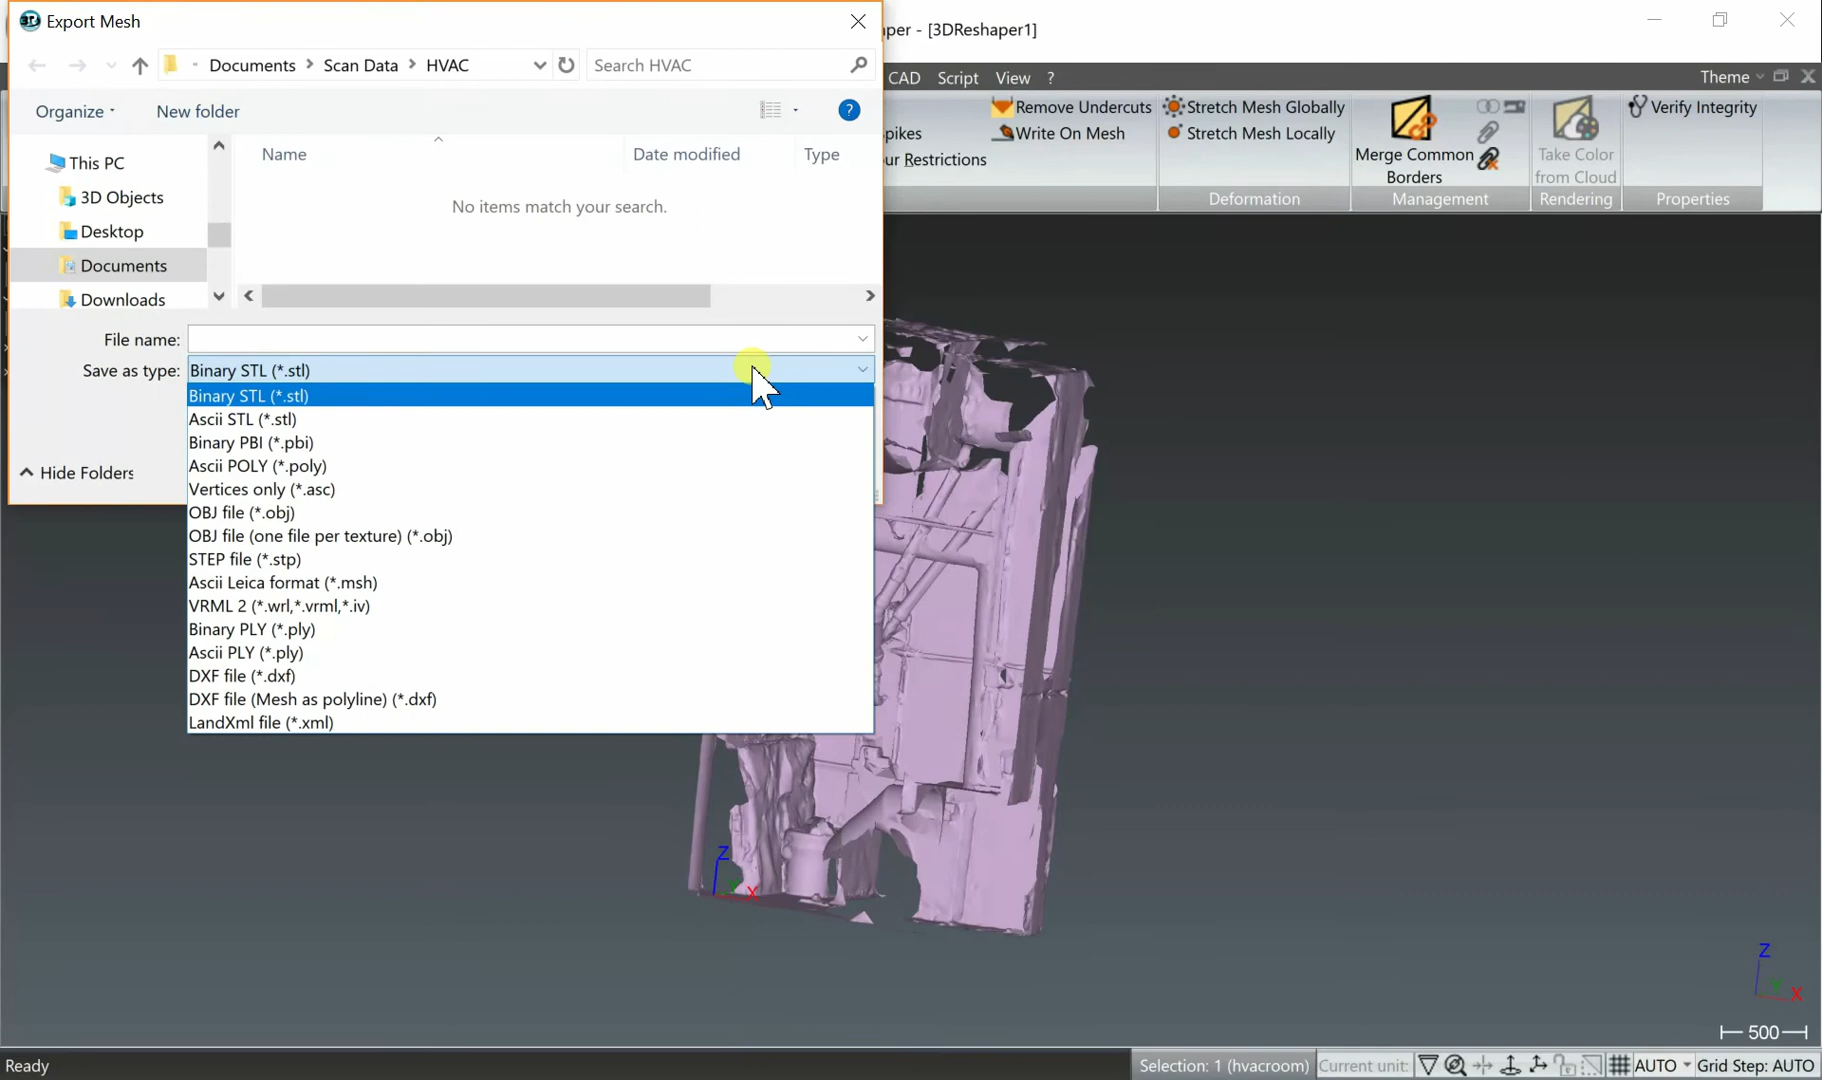 Export Mesh
aper - [3DReshaper1]
Documents > Scan Data > HVAC
Search HVAC
CAD Script View ?
Theme
Organize
New folder
Remove Undercuts
Stretch Mesh Globally
Verify Integrity
pikes
Write On Mesh
Stretch Mesh Locally
ur Restrictions
Merge Common
Borders
Take Color
from Cloud
Deformation
Management
Rendering
Properties
This PC
3D Objects
Desktop
Documents
Downloads
Name
Date modified
Type
No items match your search.
File name:
Save as type: Binary STL (*.stl)
Binary STL (*.stl)
Ascii STL (*.stl)
Binary PBI (*.pbi)
Ascii POLY (*.poly)
Vertices only (*.asc)
OBJ file (*.obj)
OBJ file (one file per texture) (*.obj)
STEP file (*.stp)
Ascii Leica format (*.msh)
VRML 2 (*.wrl,*.vrml,*.iv)
Binary PLY (*.ply)
Ascii PLY (*.ply)
DXF file (*.dxf)
DXF file (Mesh as polyline) (*.dxf)
LandXml file (*.xml)
Hide Folders
Z
Y X
Z
Y X
500
Ready
Selection: 1 (hvacroom)
Current unit:
AUTO
Grid Step: AUTO